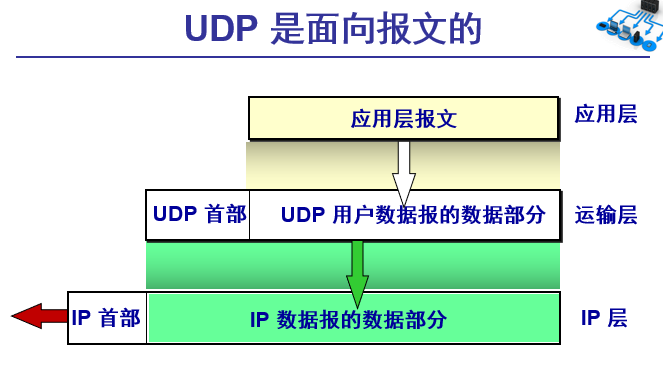 UDP 是面向报文的
应用层报文
应用层
UDP 首部
UDP 用户数据报的数据部分
运输层
IP 首部
IP 数据报的数据部分
IP 层